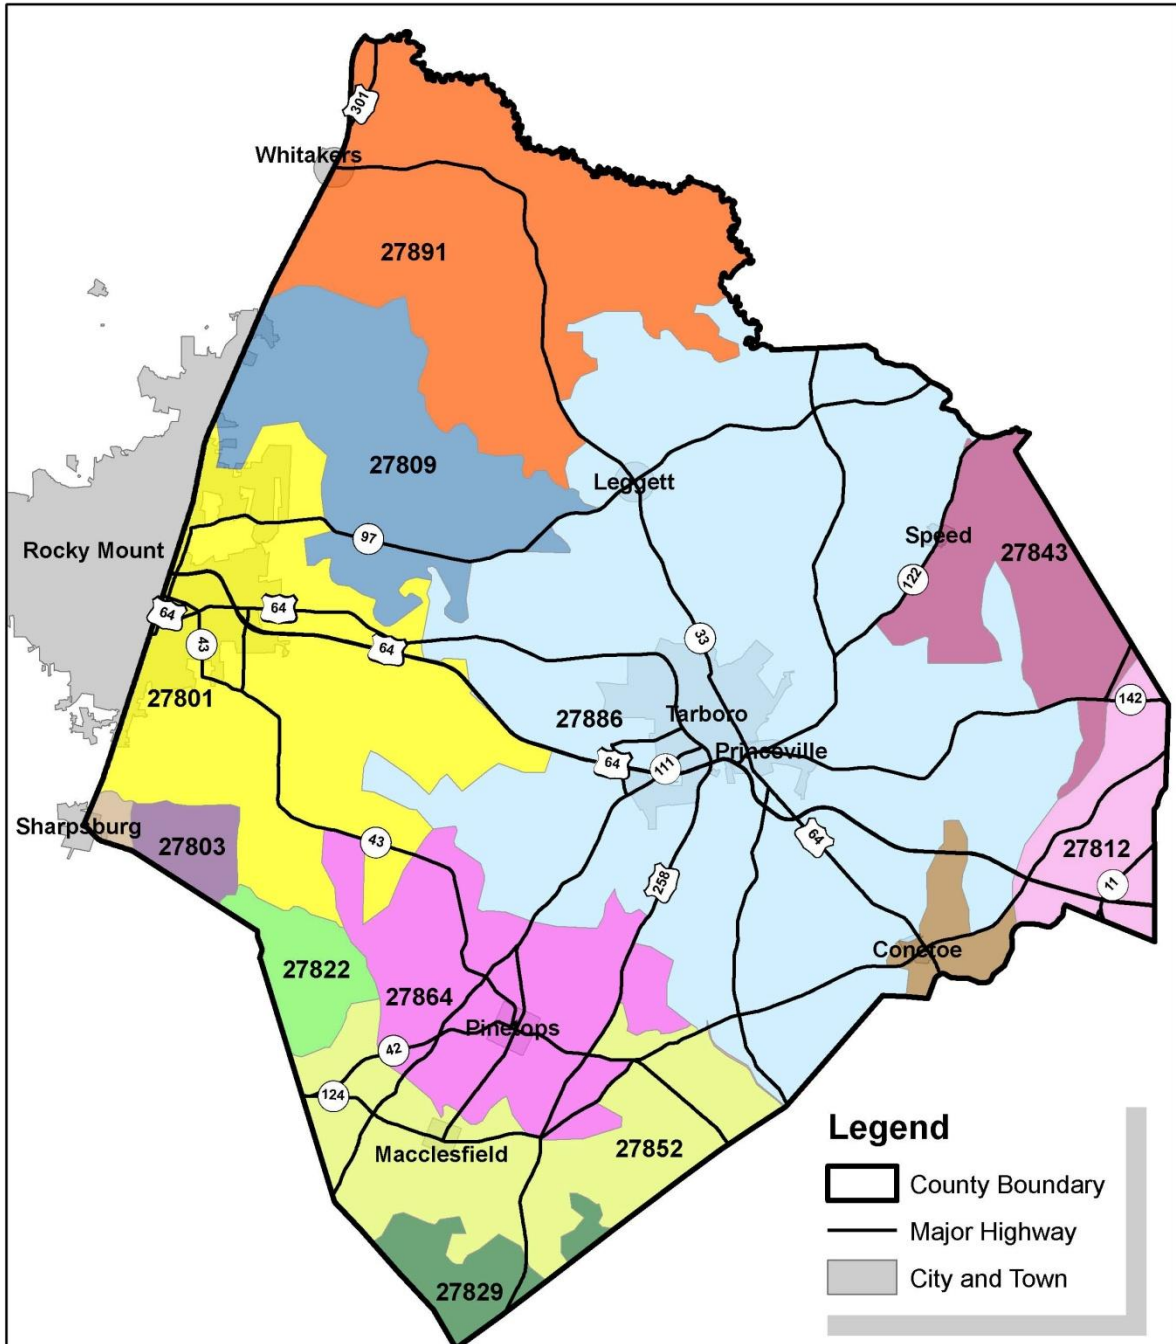 301
Whitakers
27891
27809
Leggett
97
Rocky Mount
Speed
27843
122
64
64
43
64
33
27801
27886
Tarboro
142
Princeville
64
111
Sharpsburg
27803
43
64
258
27812
11
Conetoe
27822
27864
Pinetops
42
124
Macclesfield
27852
27829
Legend
County Boundary
Major Highway
City and Town